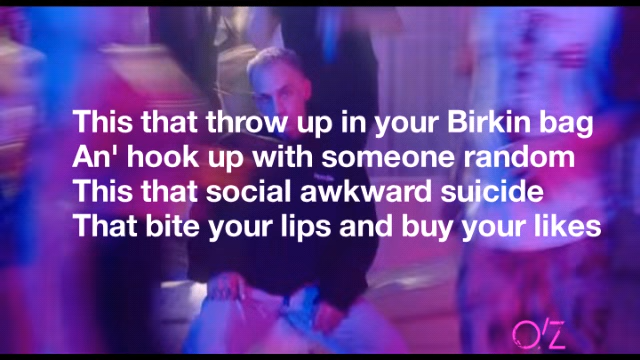 This that throw up in your Birkin bag
An' hook up with someone random
This that social awkward suicide
That bite your lips and buy your likes
O'Z